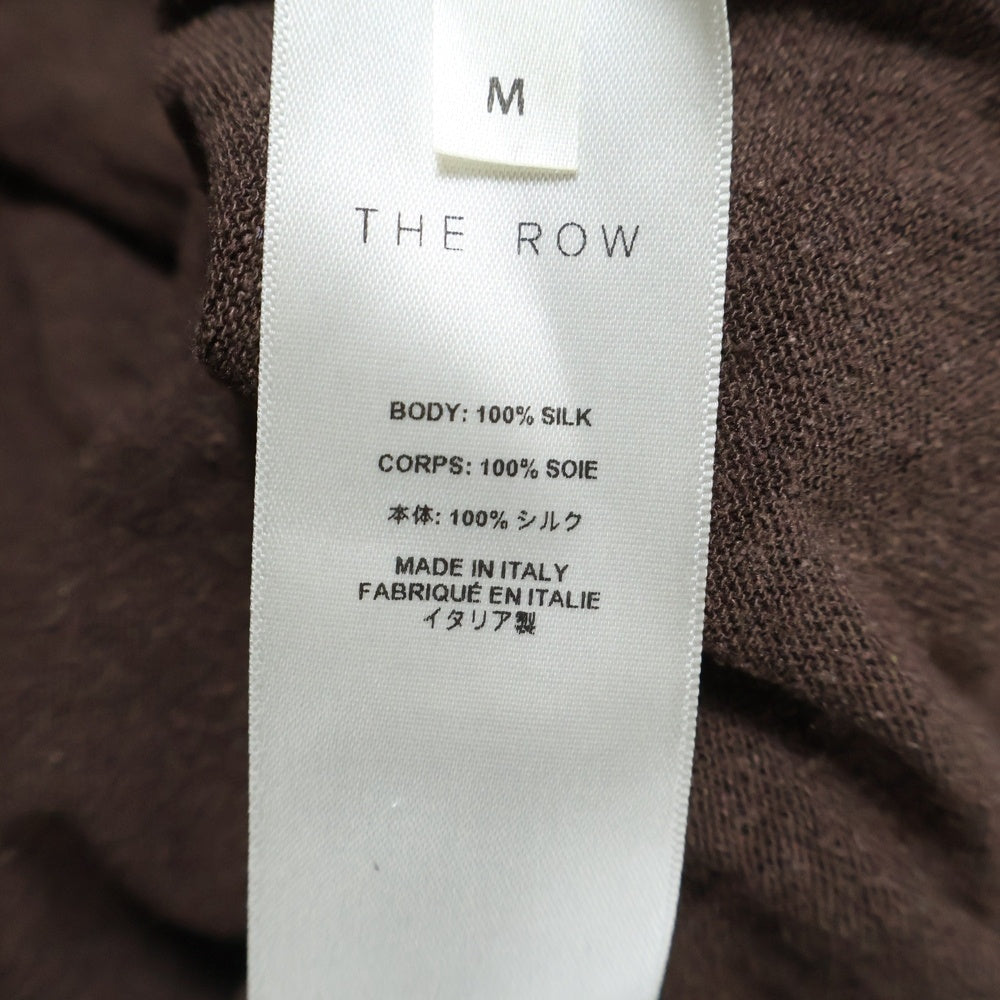 M
THE ROW
BODY: 100% SILK
CORPS: 100% SOIE
本体: 100% シルク
MADE IN ITALY
FABRIQUÉ EN ITALIE
イタリア製